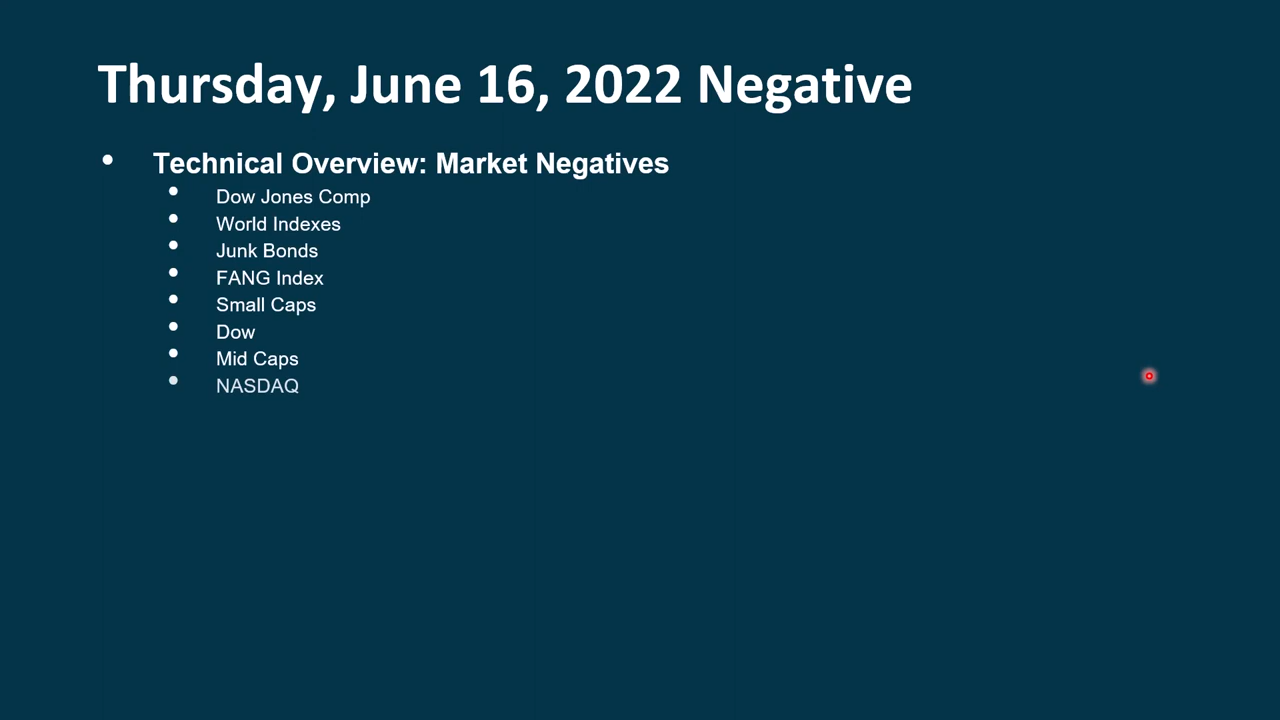 Thursday, June 16, 2022 Negative
• Technical Overview: Market Negatives
• Dow Jones Comp
• World Indexes
• Junk Bonds
• FANG Index
• Small Caps
• Dow
• Mid Caps
• NASDAQ